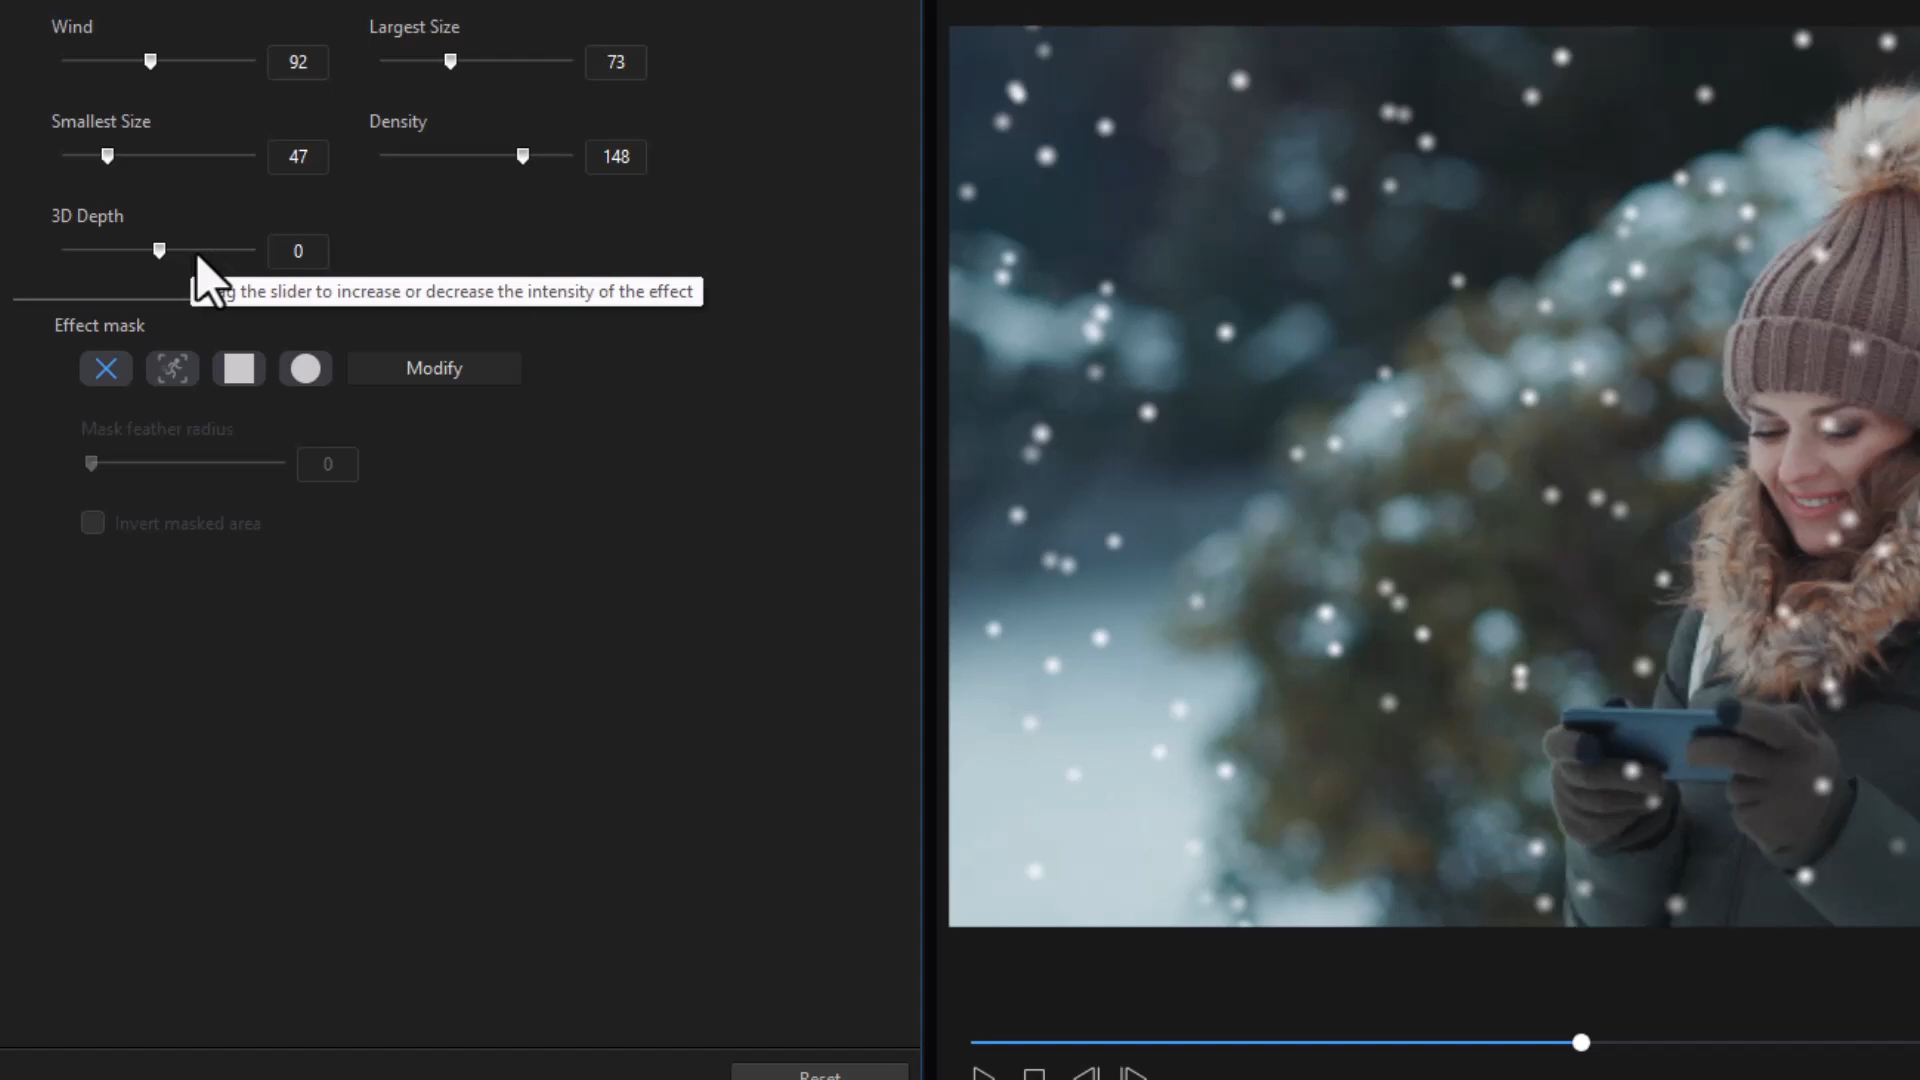 Wind
Largest Size
92
73
Smallest Size
Density
47
148
3D Depth
0
the slider to increase or decrease the intensity of the effect
Effect mask
Modify
Mask feather radius
0
Invert masked area
Reset